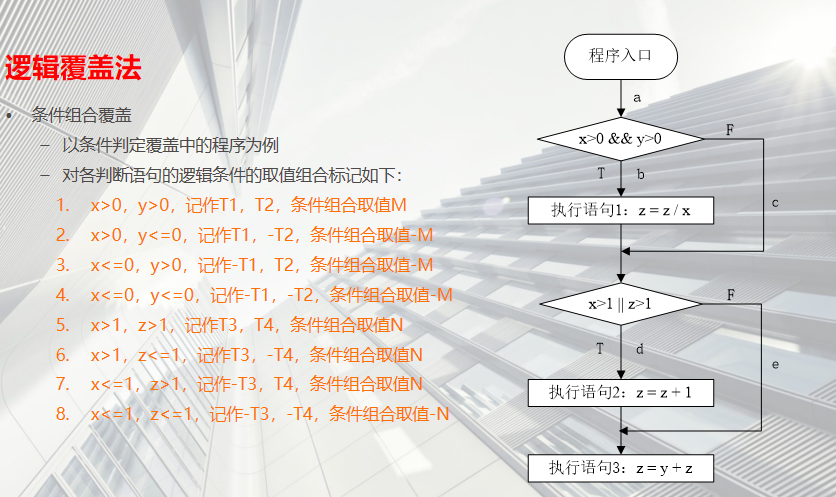 逻辑覆盖法
• 条件组合覆盖
– 以条件判定覆盖中的程序为例
– 对各判断语句的逻辑条件的取值组合标记如下：
1. x>0，y>0，记作T1，T2，条件组合取值M
2. x>0，y<=0，记作T1，-T2，条件组合取值-M
3. x<=0，y>0，记作-T1，T2，条件组合取值-M
4. x<=0，y<=0，记作-T1，-T2，条件组合取值-M
5. x>1，z>1，记作T3，T4，条件组合取值N
6. x>1，z<=1，记作T3，-T4，条件组合取值N
7. x<=1，z>1，记作-T3，T4，条件组合取值N
8. x<=1，z<=1，记作-T3，-T4，条件组合取值-N
程序入口
a
x>0 && y>0
F
T b
c
执行语句1：z = z / x
x>1 || z>1
F
T d
e
执行语句2：z = z + 1
执行语句3：z = y + z